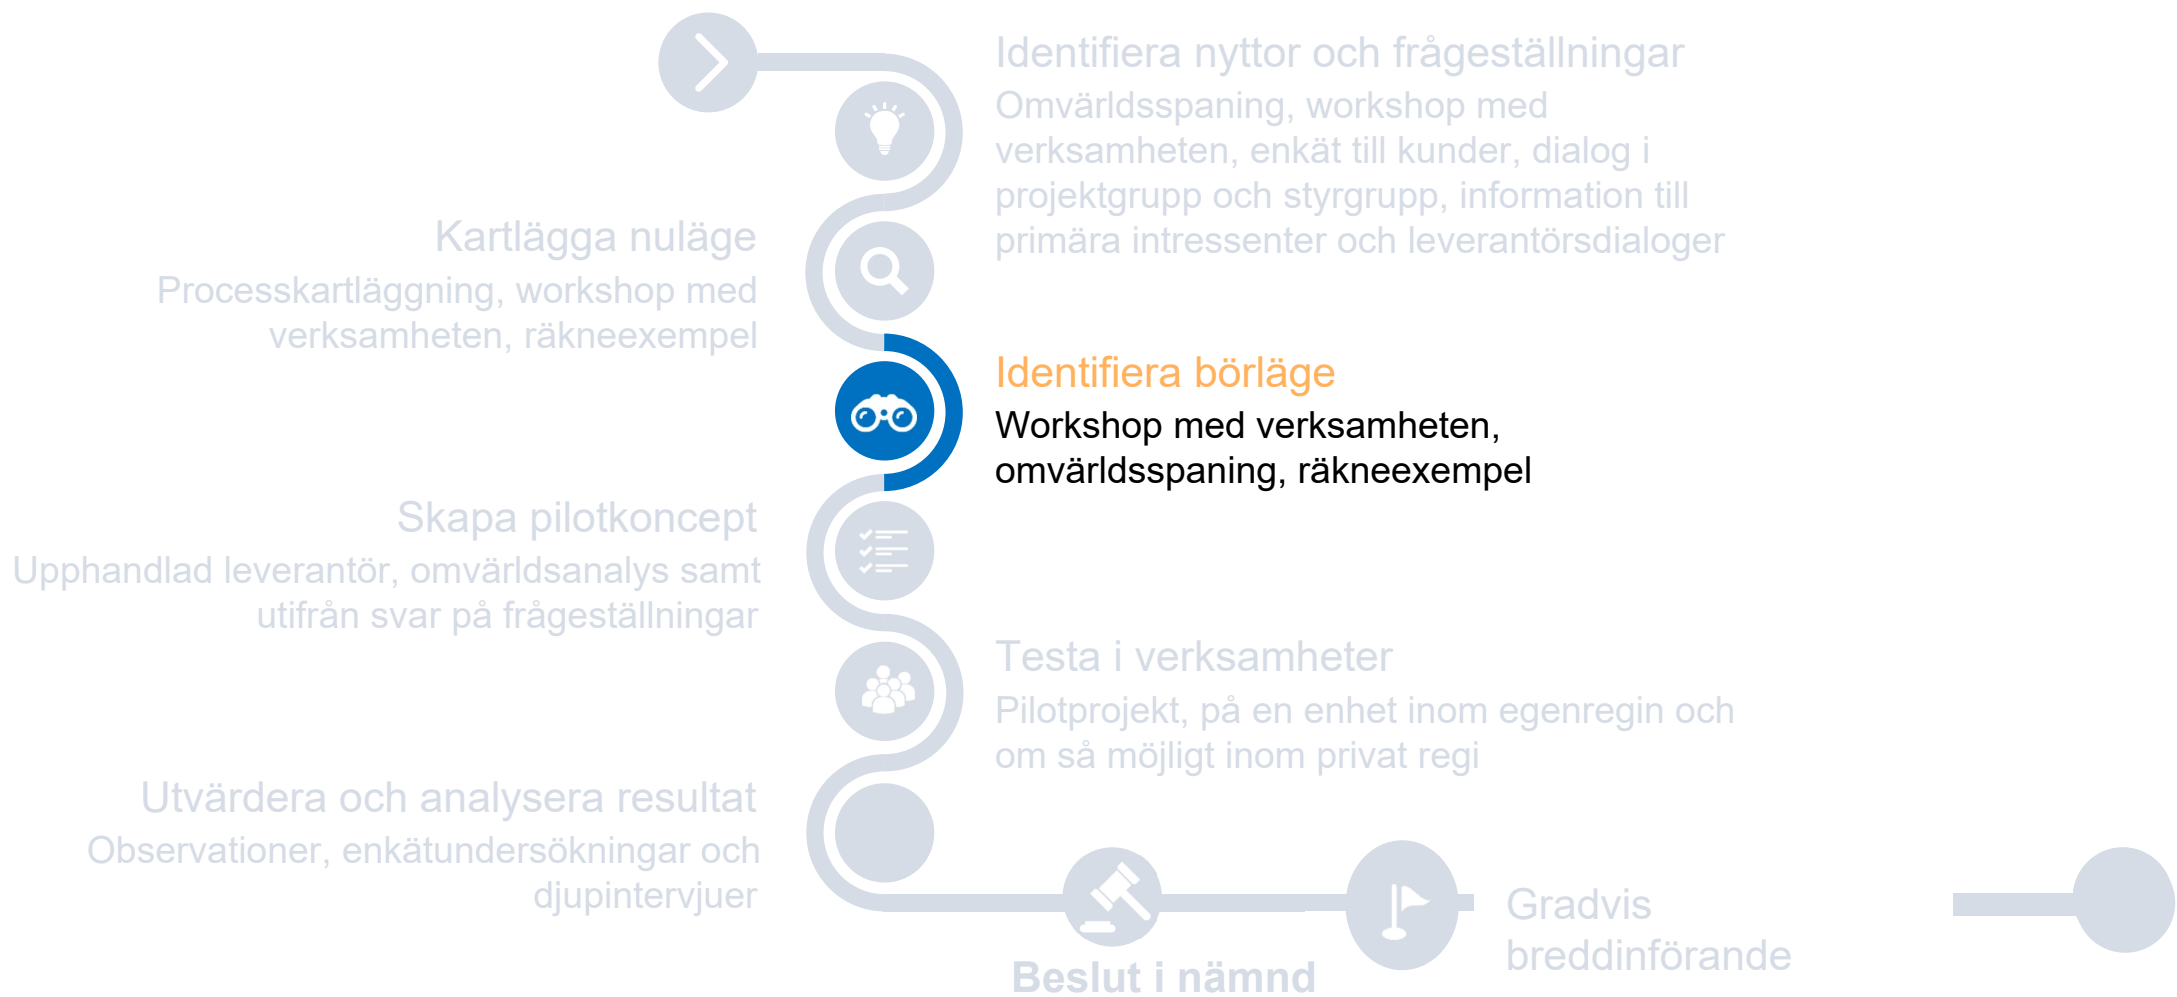 Identifiera nyttor och frågeställningar
Omvärldsspaning, workshop med
verksamheten, enkät till kunder, dialog i
projektgrupp och styrgrupp, information till
primära intressenter och leverantörsdialoger
Kartlägga nuläge
Processkartläggning, workshop med
verksamheten, räkneexempel
Identifiera börläge
Workshop med verksamheten,
omvärldsspaning, räkneexempel
Skapa pilotkoncept
Upphandlad leverantör, omvärldsanalys samt
utifrån svar på frågeställningar
Testa i verksamheter
Pilotprojekt, på en enhet inom egenregin och
om så möjligt inom privat regi
Utvärdera och analysera resultat
Observationer, enkätundersökningar och
djupintervjuer
Beslut i nämnd
Gradvis
breddinförande